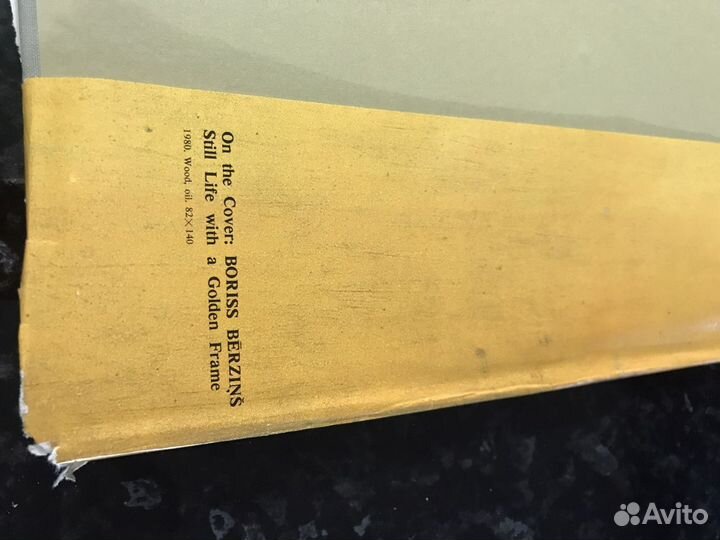 On the Cover: BORISS BĒRZIŅŠ
Still Life with a Golden Frame
1980. Wood, oil. 82×140
Avito